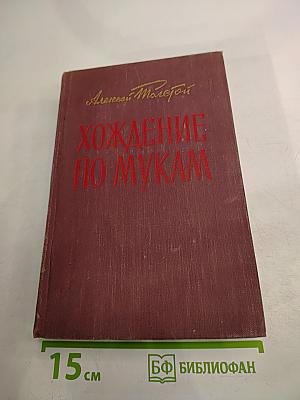 Алексей Толстой
ХОЖДЕНИЕ
ПО МУКАМ
15 см
БФ БИБЛИОФАН